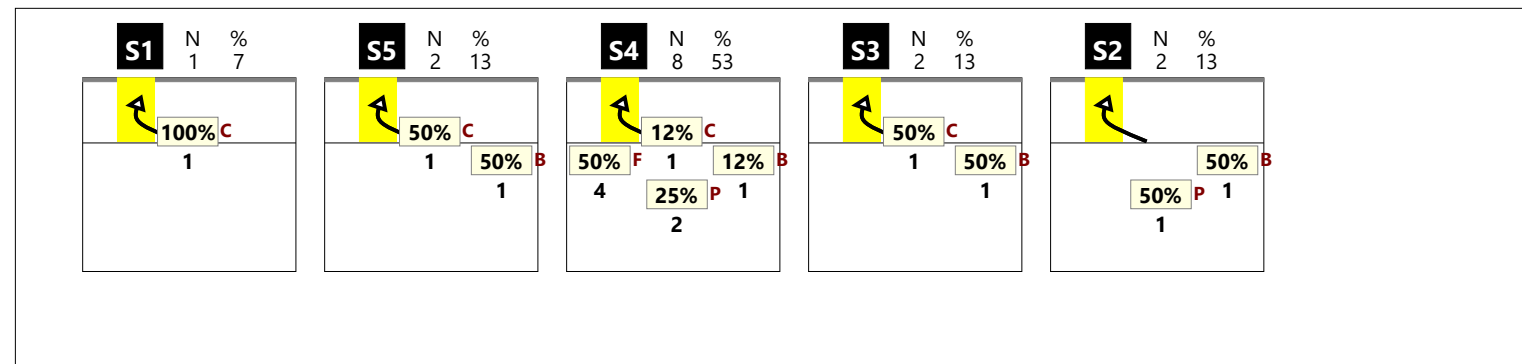 S1 N % S5 N % S4 N % S3 N % S2 N %
1 7 2 13 8 53 2 13 2 13
100% C 50% C 12% C 50% C
1 1 50% B 50% F 1 12% B 1 50% B 50% B
1 4 25% P 1 1 50% P 1
2 1